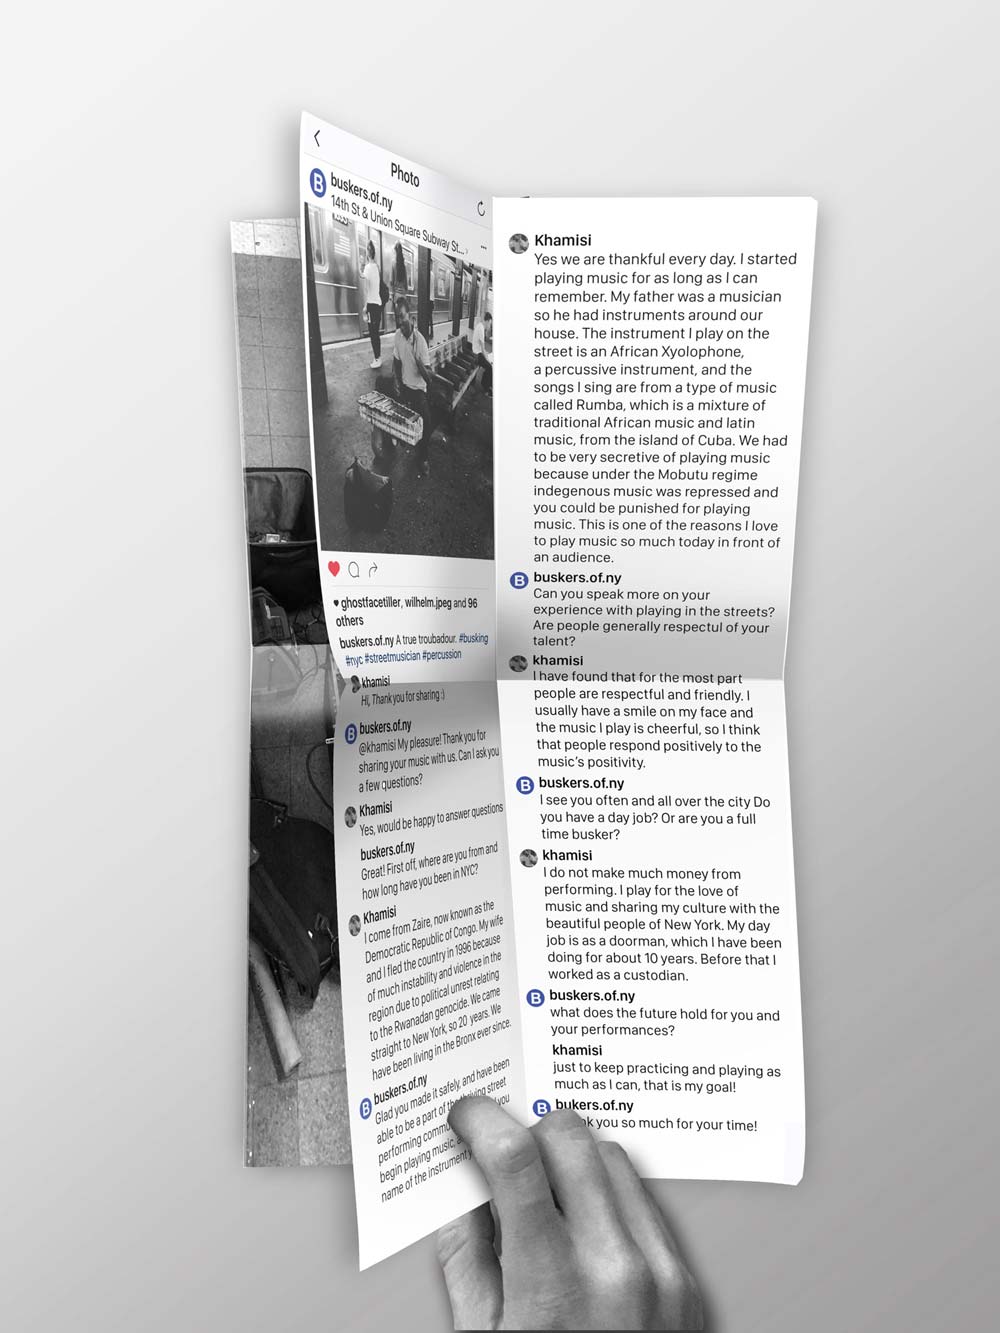 Photo
B buskers.of.ny
14th St & Union Square Subway St...
ghostfacetiller, wilhelm.jpeg and 96
others
buskers.of.ny A true troubadour. #busking
#nyc #streetmusician #percussion
khamisi
Hi, Thank you for sharing :)
B buskers.of.ny
@khamisi My pleasure! Thank you for
sharing your music with us. Can I ask you
a few questions?
Khamisi
Yes, would be happy to answer questions
buskers.of.ny
Great! First off, where are you from and
how long have you been in NYC?
Khamisi
I come from Zaire, now known as the
Democratic Republic of Congo. My wife
and I fled the country in 1996 because
of much instability and violence in the
region due to political unrest relating
to the Rwanadan genocide. We came
straight to New York, so 20 years. We
have been living in the Bronx ever since.
B buskers.of.ny
Glad you made it safely, and have been
able to be a part of the thriving street
performing you
begin playing music,
name of the instrument
Khamisi
Yes we are thankful every day. I started
playing music for as long as I can
remember. My father was a musician
so he had instruments around our
house. The instrument I play on the
street is an African Xyolophone,
a percussive instrument, and the
songs I sing are from a type of music
called Rumba, which is a mixture of
traditional African music and latin
music, from the island of Cuba. We had
to be very secretive of playing music
because under the Mobutu regime
indegenous music was repressed and
you could be punished for playing
music. This is one of the reasons I love
to play music so much today in front of
an audience.
B buskers.of.ny
Can you speak more on your
experience with playing in the streets?
Are people generally respectul of your
talent?
khamisi
I have found that for the most part
people are respectful and friendly. I
usually have a smile on my face and
the music I play is cheerful, so I think
that people respond positively to the
music's positivity.
B buskers.of.ny
I see you often and all over the city Do
you have a day job? Or are you a full
time busker?
khamisi
I do not make much money from
performing. I play for the love of
music and sharing my culture with the
beautiful people of New York. My day
job is as a doorman, which I have been
doing for about 10 years. Before that I
worked as a custodian.
B buskers.of.ny
what does the future hold for you and
your performances?
khamisi
just to keep practicing and playing as
much as I can, that is my goal!
B bukers.of.ny
you so much for your time!